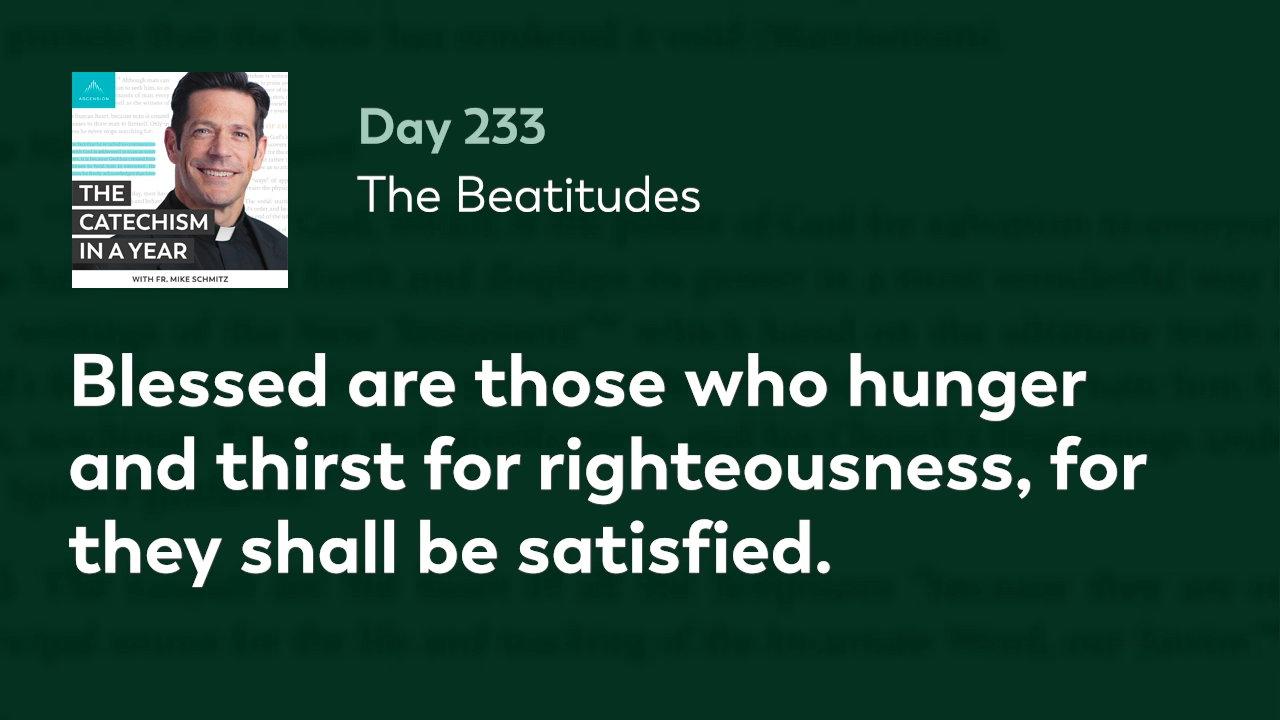 ASCENSION
THE
CATECHISM
IN A YEAR
WITH FR. MIKE SCHMITZ
Day 233
The Beatitudes
Blessed are those who hunger
and thirst for righteousness, for
they shall be satisfied.